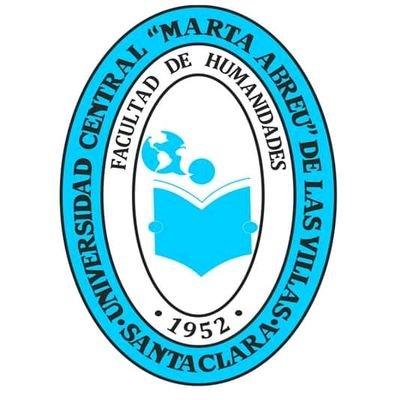 UNIVERSIDAD CENTRAL "MARTA ABREU" DE LAS VILLAS
SANTA CLARA
FACULTAD DE HUMANIDADES
1952